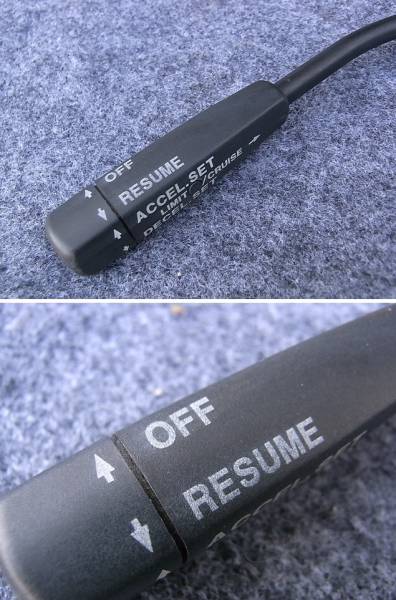 OFF
RESUME
ACCEL.SET
LIMIT /CRUISE
DECEL.SET
OFF
RESUME